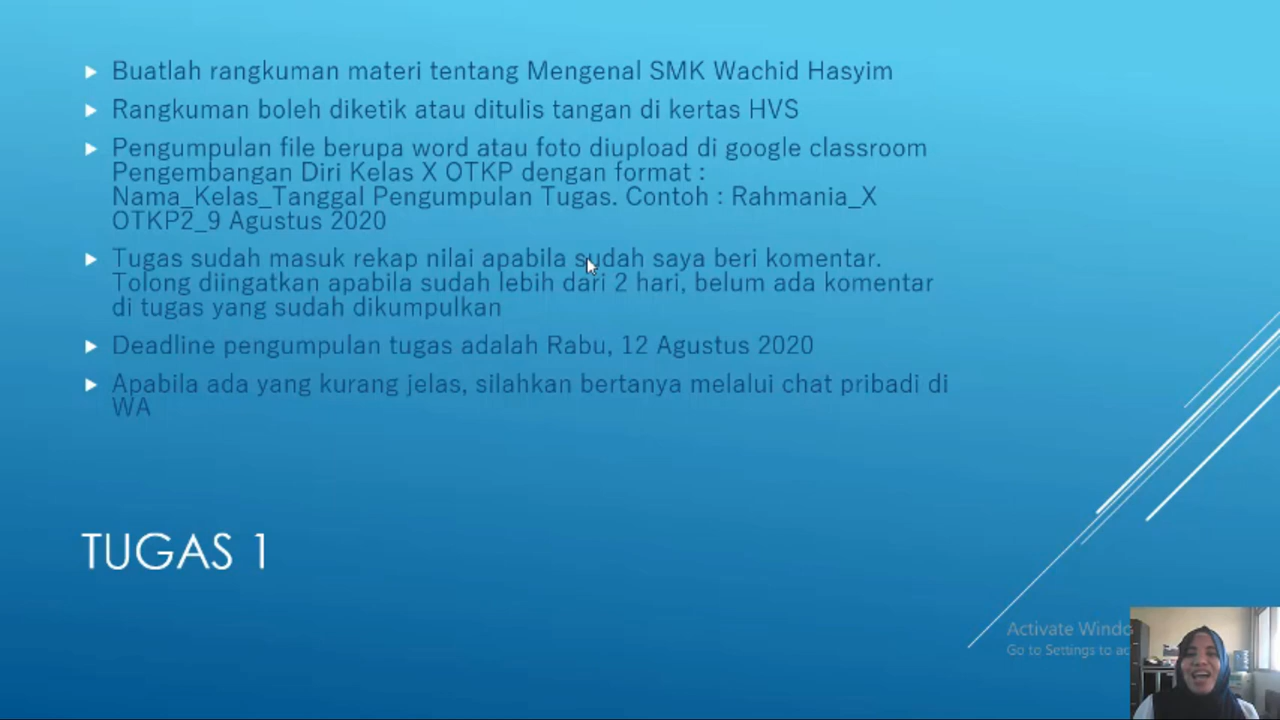 Buatlah rangkuman materi tentang Mengenal SMK Wachid Hasyim
Rangkuman boleh diketik atau ditulis tangan di kertas HVS
Pengumpulan file berupa word atau foto diupload di google classroom
Pengembangan Diri Kelas X OTKP dengan format :
Nama_Kelas_Tanggal Pengumpulan Tugas. Contoh : Rahmania_X
OTKP2_9 Agustus 2020
Tugas sudah masuk rekap nilai apabila sudah saya beri komentar.
Tolong diingatkan apabila sudah lebih dari 2 hari, belum ada komentar
di tugas yang sudah dikumpulkan
Deadline pengumpulan tugas adalah Rabu, 12 Agustus 2020
Apabila ada yang kurang jelas, silahkan bertanya melalui chat pribadi di
WA
TUGAS 1
Activate Windo
Go to Settings to ac